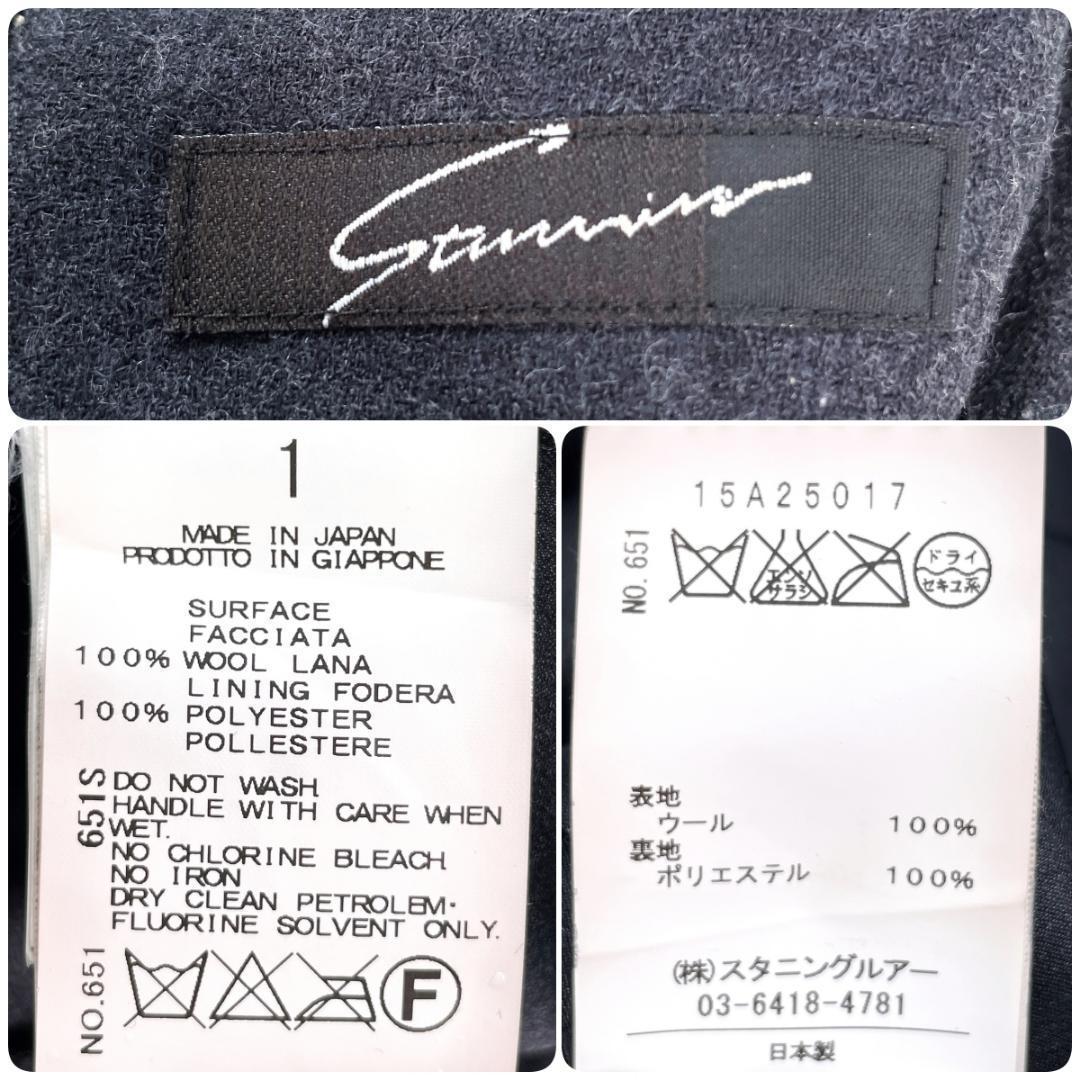 1
MADE IN JAPAN
PRODOTTO IN GIAPPONE
SURFACE
FACCIATA
100% WOOL LANA
LINING FODERA
100% POLYESTER
POLLESTERE
651S
DO NOT WASH
HANDLE WITH CARE WHEN
WET.
NO CHLORINE BLEACH
NO IRON
DRY CLEAN PETROLEM·
FLUORINE SOLVENT ONLY.
NO.651
F
15A25017
NO.651
エンソ
サラシ
ドライ
セキユ系
表地
ウール 100%
裏地
ポリエステル 100%
(株)スタニングルアー
03-6418-4781
日本製